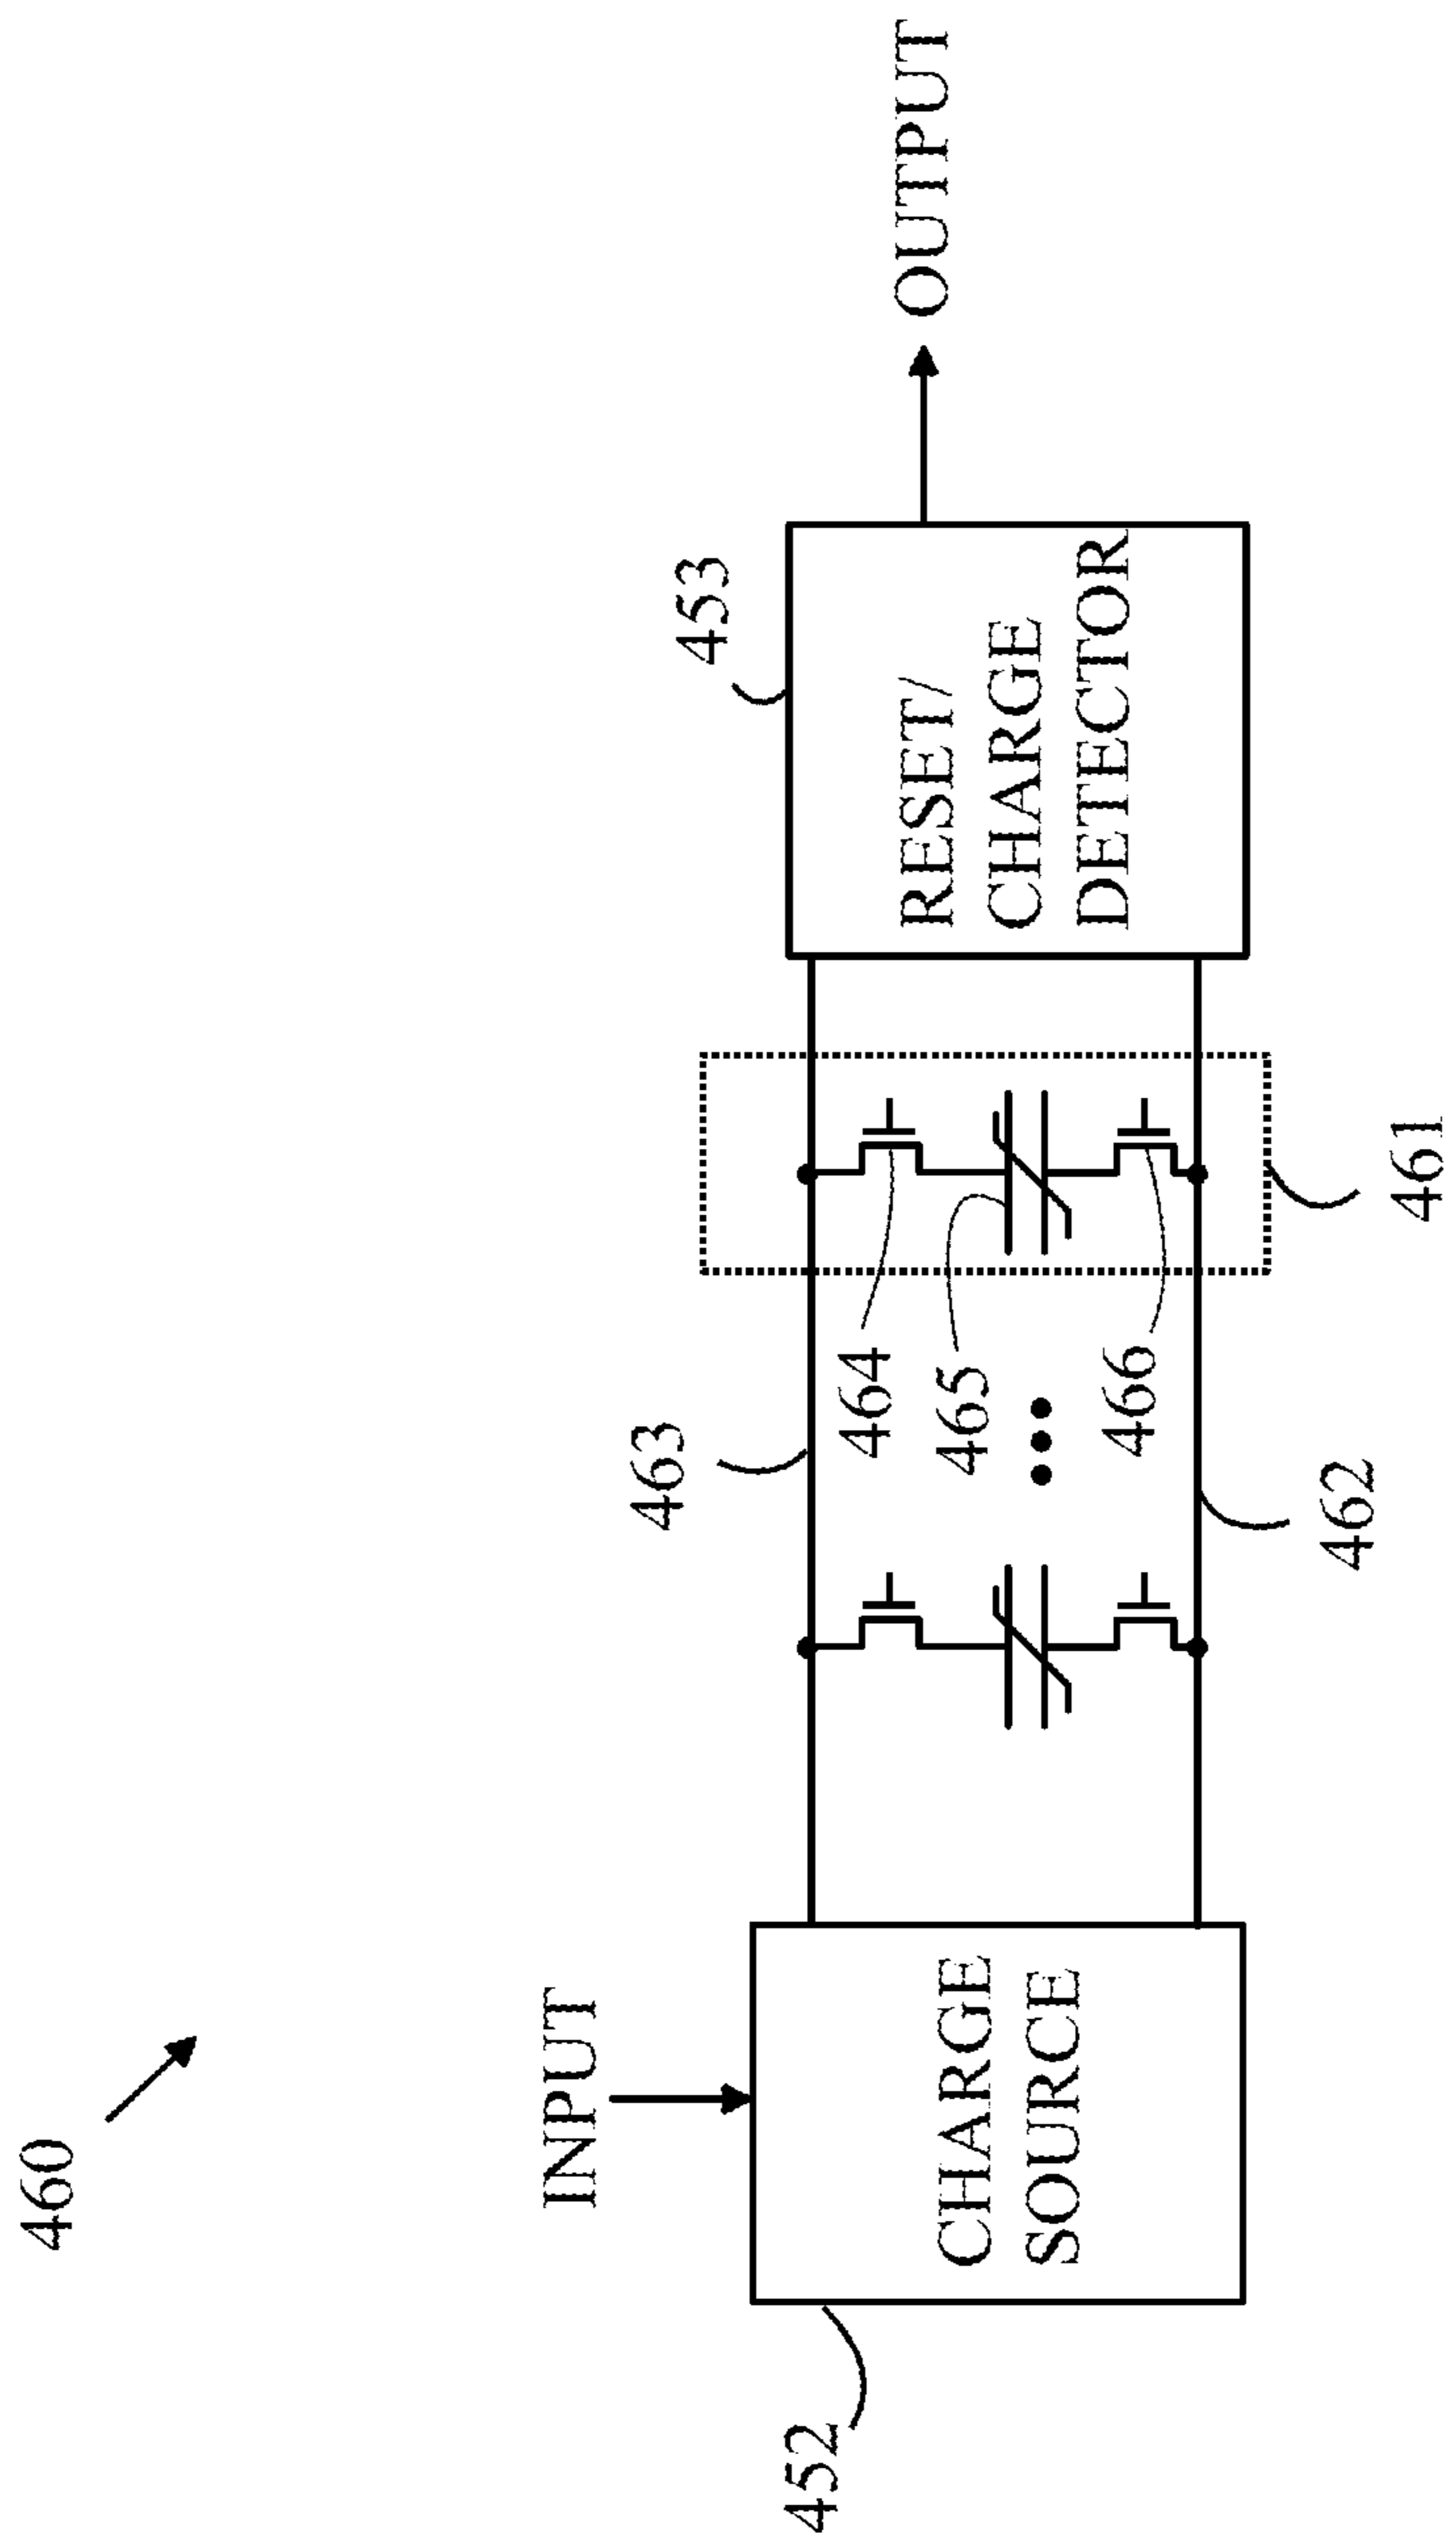 460
INPUT
452
CHARGE
SOURCE
463
464
465
466
462
461
453
RESET/
CHARGE
DETECTOR
OUTPUT